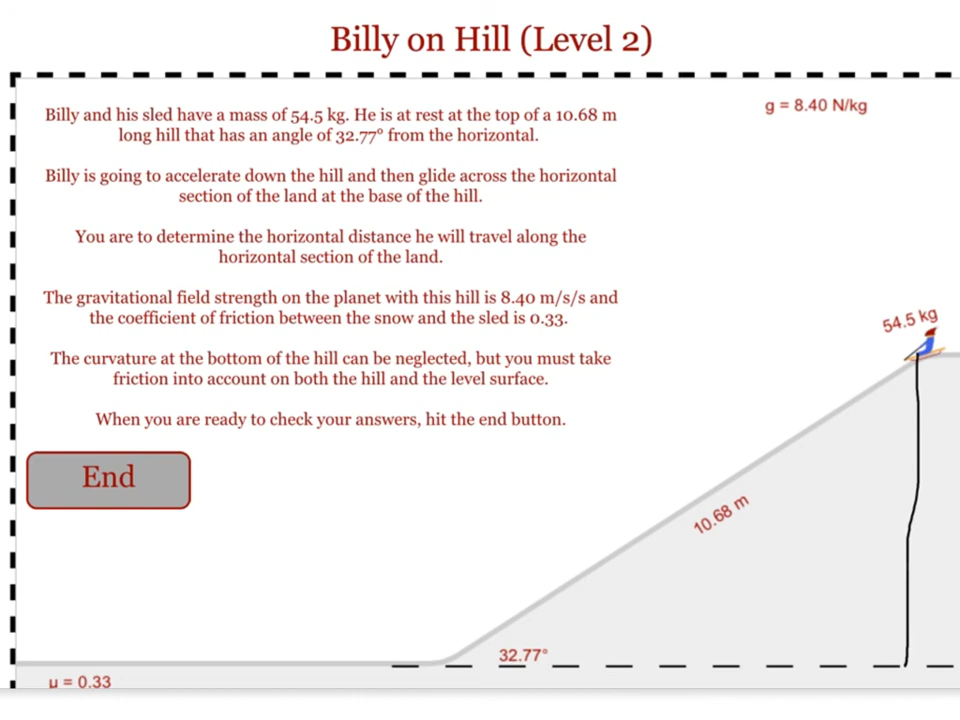 Billy on Hill (Level 2)
g = 8.40 N/kg
Billy and his sled have a mass of 54.5 kg. He is at rest at the top of a 10.68 m
long hill that has an angle of 32.77° from the horizontal.
Billy is going to accelerate down the hill and then glide across the horizontal
section of the land at the base of the hill.
You are to determine the horizontal distance he will travel along the
horizontal section of the land.
The gravitational field strength on the planet with this hill is 8.40 m/s/s and
the coefficient of friction between the snow and the sled is 0.33.
The curvature at the bottom of the hill can be neglected, but you must take
friction into account on both the hill and the level surface.
When you are ready to check your answers, hit the end button.
End
54.5 kg
10.68 m
32.77°
μ = 0.33